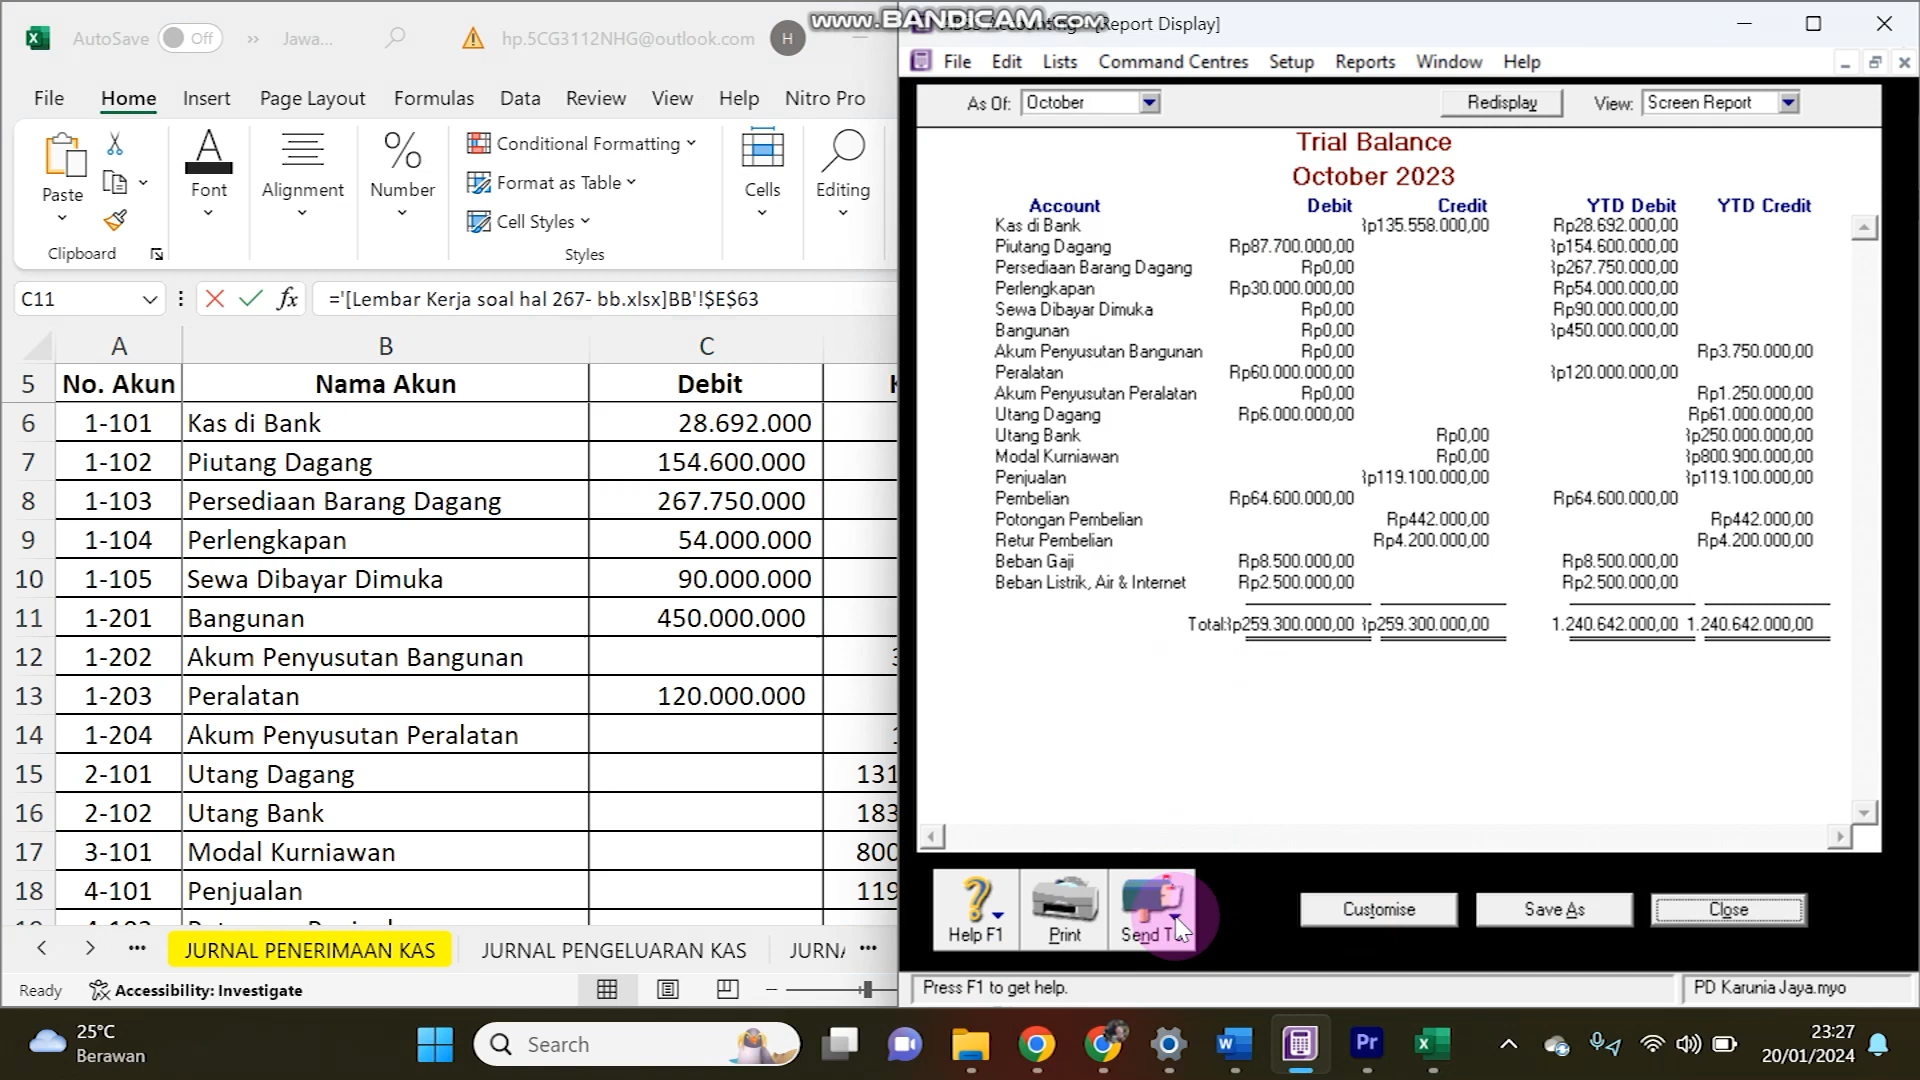 www.BANDICAM.com
AutoSave Off Jawa... hp.5CG3112NHG@outlook.com H
File Home Insert Page Layout Formulas Data Review View Help Nitro Pro
Paste Font Alignment Number Conditional Formatting Format as Table Cell Styles Cells Editing
Clipboard Styles
C11 ='[Lembar Kerja soal hal 267- bb.xlsx]BB'!$E$63
A B C
5 No. Akun Nama Akun Debit
6 1-101 Kas di Bank 28.692.000
7 1-102 Piutang Dagang 154.600.000
8 1-103 Persediaan Barang Dagang 267.750.000
9 1-104 Perlengkapan 54.000.000
10 1-105 Sewa Dibayar Dimuka 90.000.000
11 1-201 Bangunan 450.000.000
12 1-202 Akum Penyusutan Bangunan
13 1-203 Peralatan 120.000.000
14 1-204 Akum Penyusutan Peralatan
15 2-101 Utang Dagang 131
16 2-102 Utang Bank 183
17 3-101 Modal Kurniawan 800
18 4-101 Penjualan 119
JURNAL PENERIMAAN KAS JURNAL PENGELUARAN KAS JURNA
Ready Accessibility: Investigate
[Report Display]
File Edit Lists Command Centres Setup Reports Window Help
As Of: October Redisplay View: Screen Report
Trial Balance
October 2023
Account Debit Credit YTD Debit YTD Credit
Kas di Bank Rp135.558.000,00 Rp28.692.000,00
Piutang Dagang Rp87.700.000,00 Rp154.600.000,00
Persediaan Barang Dagang Rp0,00 Rp267.750.000,00
Perlengkapan Rp30.000.000,00 Rp54.000.000,00
Sewa Dibayar Dimuka Rp0,00 Rp90.000.000,00
Bangunan Rp0,00 Rp450.000.000,00
Akum Penyusutan Bangunan Rp0,00 Rp3.750.000,00
Peralatan Rp60.000.000,00 Rp120.000.000,00
Akum Penyusutan Peralatan Rp0,00 Rp1.250.000,00
Utang Dagang Rp6.000.000,00 Rp61.000.000,00
Utang Bank Rp0,00 Rp250.000.000,00
Modal Kurniawan Rp0,00 Rp800.900.000,00
Penjualan Rp119.100.000,00 Rp119.100.000,00
Pembelian Rp64.600.000,00 Rp64.600.000,00
Potongan Pembelian Rp442.000,00 Rp442.000,00
Retur Pembelian Rp4.200.000,00 Rp4.200.000,00
Beban Gaji Rp8.500.000,00 Rp8.500.000,00
Beban Listrik, Air & Internet Rp2.500.000,00 Rp2.500.000,00
Total: Rp259.300.000,00 Rp259.300.000,00 1.240.642.000,00 1.240.642.000,00
Help F1 Print Send T Customise Save As Close
Press F1 to get help. PD Karunia Jaya.myo
25°C
Berawan
Search
23:27
20/01/2024